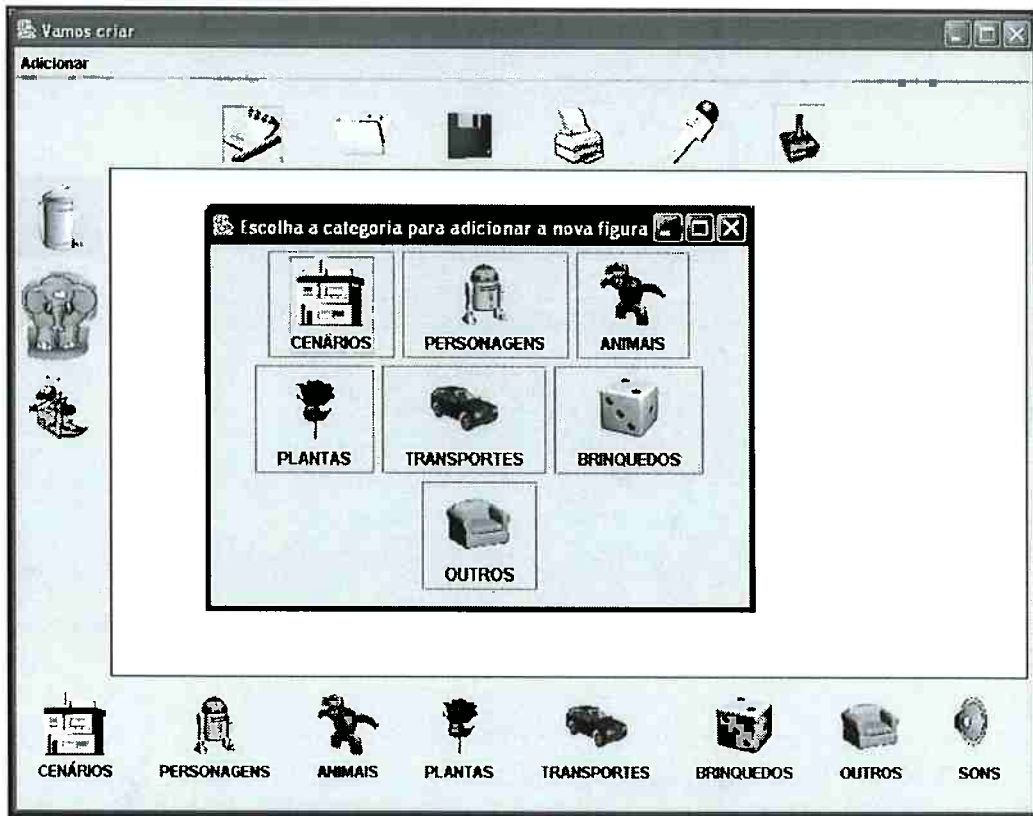 Vamos criar
Adicionar
Escolha a categoria para adicionar a nova figura
CENÁRIOS PERSONAGENS ANIMAIS
PLANTAS TRANSPORTES BRINQUEDOS
OUTROS
CENÁRIOS PERSONAGENS ANIMAIS PLANTAS TRANSPORTES BRINQUEDOS OUTROS SONS